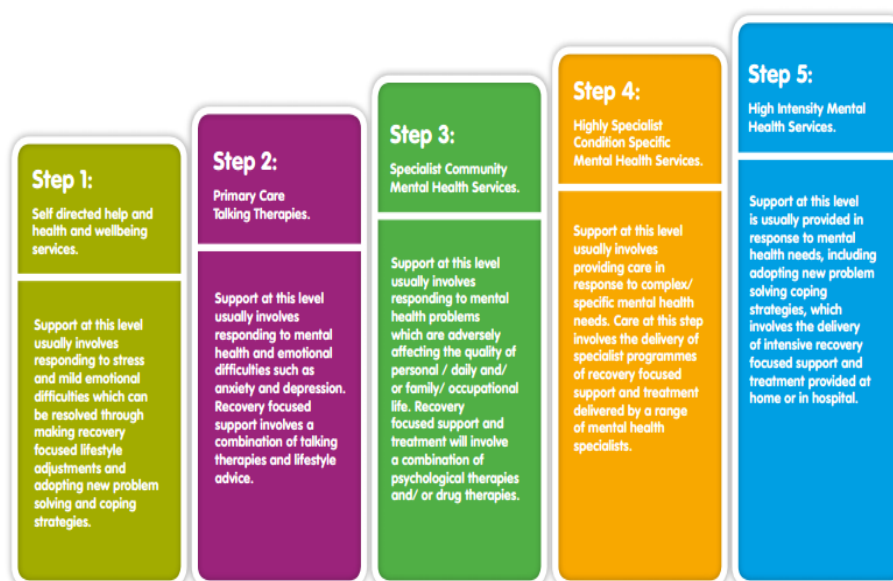 Step 1:
Self directed help and
health and wellbeing
services.
Support at this level
usually involves
responding to stress
and mild emotional
difficulties which can
be resolved through
making recovery
focused lifestyle
adjustments and
adopting new problem
solving and coping
strategies.
Step 2:
Primary Care
Talking Therapies.
Support at this level
usually involves
responding to mental
health and emotional
difficulties such as
anxiety and depression.
Recovery focused
support involves a
combination of talking
therapies and lifestyle
advice.
Step 3:
Specialist Community
Mental Health Services.
Support at this level
usually involves
responding to mental
health problems
which are adversely
affecting the quality of
personal / daily and/
or family/ occupational
life. Recovery
focused support and
treatment will involve
a combination of
psychological therapies
and/ or drug therapies.
Step 4:
Highly Specialist
Condition Specific
Mental Health Services.
Support at this level
usually involves
providing care in
response to complex/
specific mental health
needs. Care at this step
involves the delivery of
specialist programmes
of recovery focused
support and treatment
delivered by a range
of mental health
specialists.
Step 5:
High Intensity Mental
Health Services.
Support at this level
is usually provided in
response to mental
health needs, including
adopting new problem
solving coping
strategies, which
involves the delivery
of intensive recovery
focused support and
treatment provided at
home or in hospital.